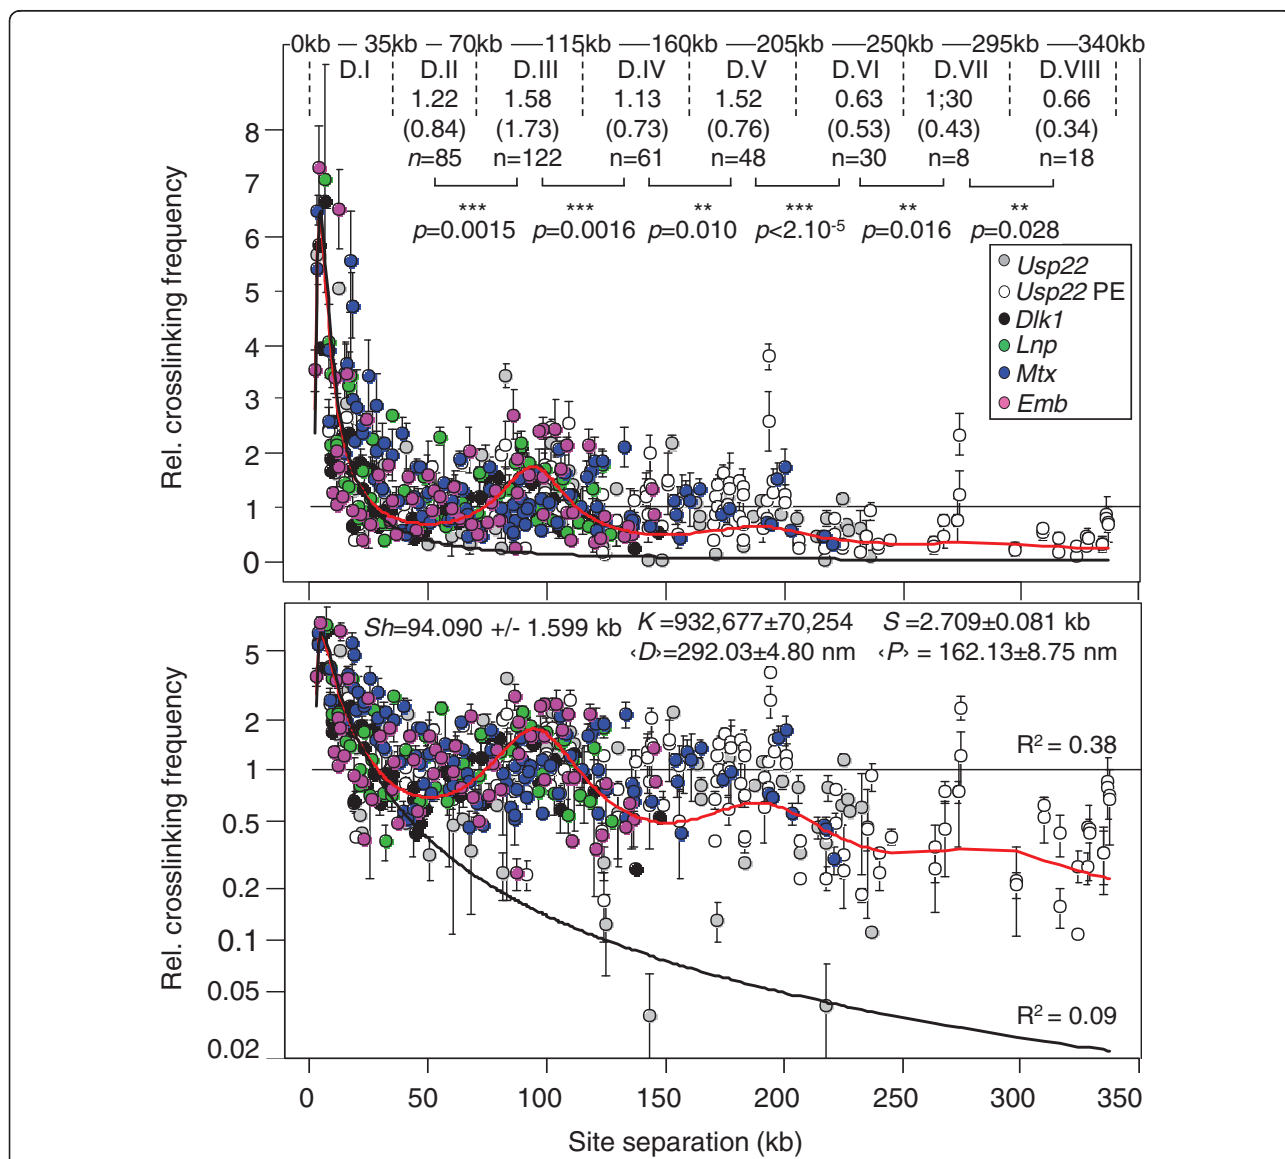 0kb — 35kb — 70kb — 115kb — 160kb — 205kb — 250kb — 295kb — 340kb
D.I D.II D.III D.IV D.V D.VI D.VII D.VIII
1.22 1.58 1.13 1.52 0.63 1;30 0.66
(0.84) (1.73) (0.73) (0.76) (0.53) (0.43) (0.34)
n=85 n=122 n=61 n=48 n=30 n=8 n=18
*** *** ** *** ** **
p=0.0015 p=0.0016 p=0.010 p<2.10⁻⁵ p=0.016 p=0.028
Usp22
Usp22 PE
Dlk1
Lnp
Mtx
Emb
Rel. crosslinking frequency
8
7
6
5
4
3
2
1
0
Sh=94.090 +/- 1.599 kb K =932,677±70,254 S =2.709±0.081 kb
‹D›=292.03±4.80 nm ‹P› = 162.13±8.75 nm
R² = 0.38
R² = 0.09
Rel. crosslinking frequency
5
2
1
0.5
0.2
0.1
0.05
0.02
0 50 100 150 200 250 300 350
Site separation (kb)